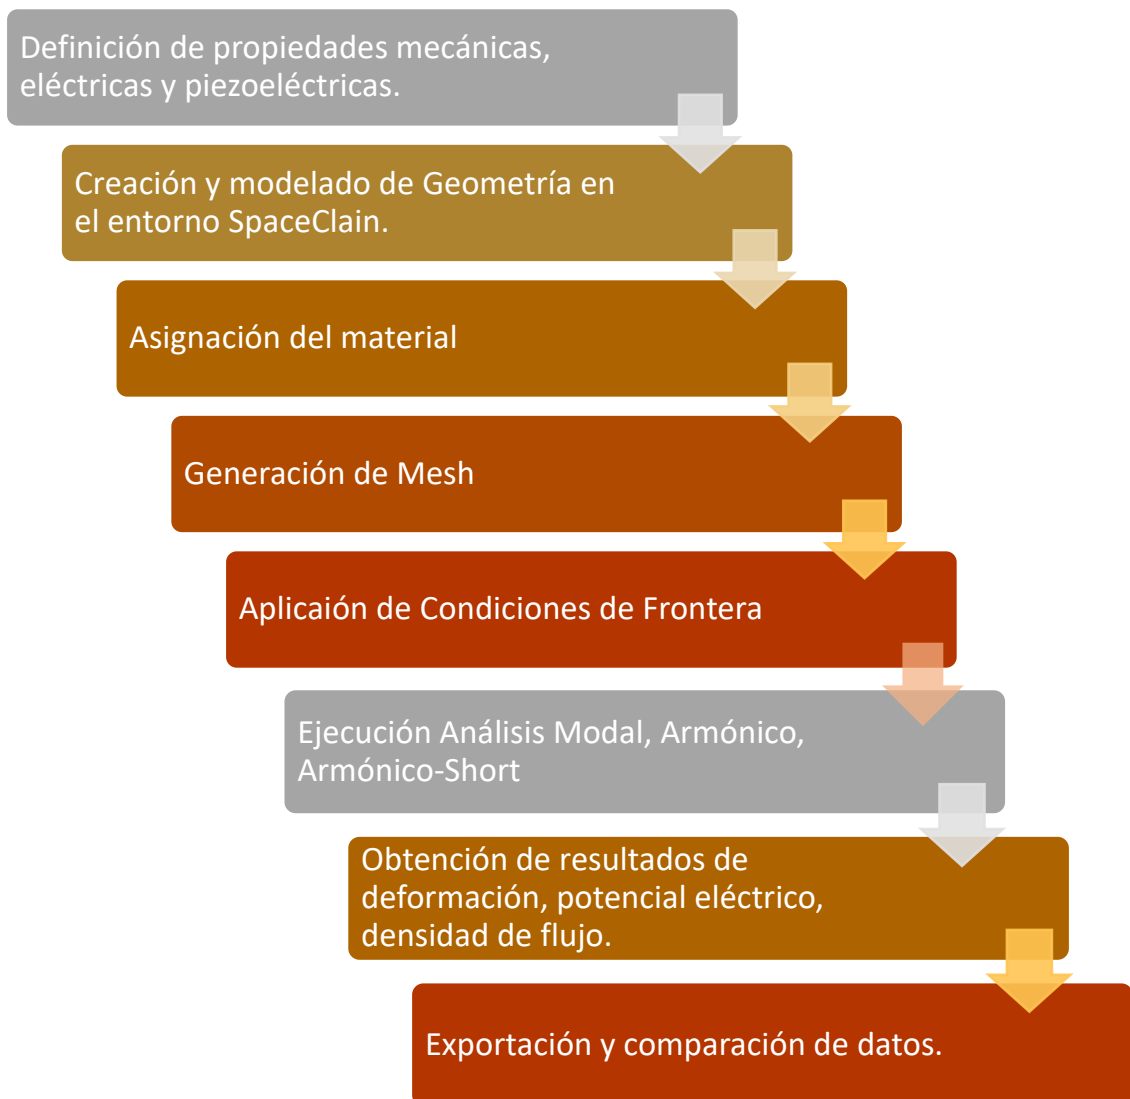 Definición de propiedades mecánicas,
eléctricas y piezoeléctricas.
Creación y modelado de Geometría en
el entorno SpaceClain.
Asignación del material
Generación de Mesh
Aplicaión de Condiciones de Frontera
Ejecución Análisis Modal, Armónico,
Armónico-Short
Obtención de resultados de
deformación, potencial eléctrico,
densidad de flujo.
Exportación y comparación de datos.